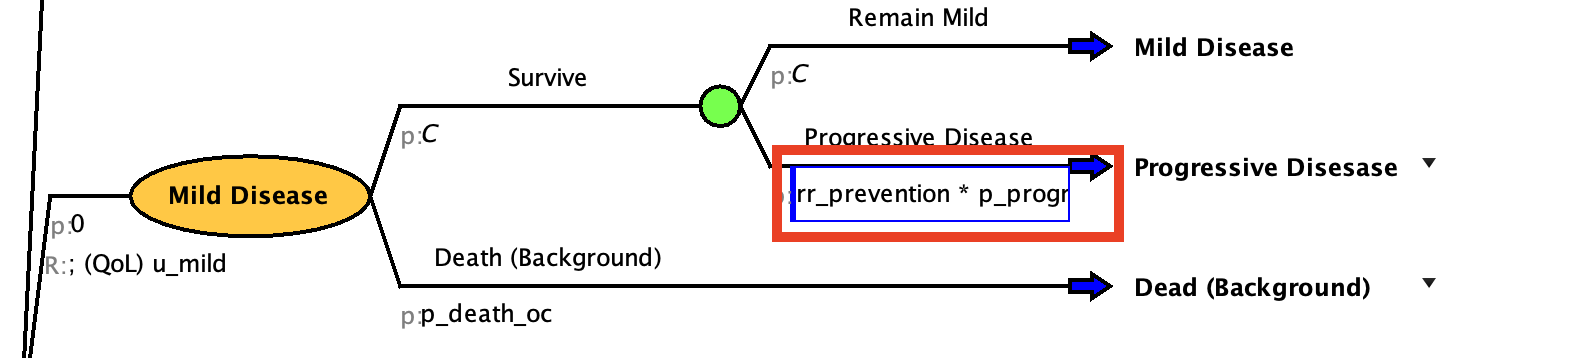 Remain Mild
p:C
Mild Disease
Survive
p:C
Progressive Disease
rr_prevention * p_progr
Progressive Disesase
Mild Disease
p:0
R:; (QoL) u_mild
Death (Background)
p:p_death_oc
Dead (Background)